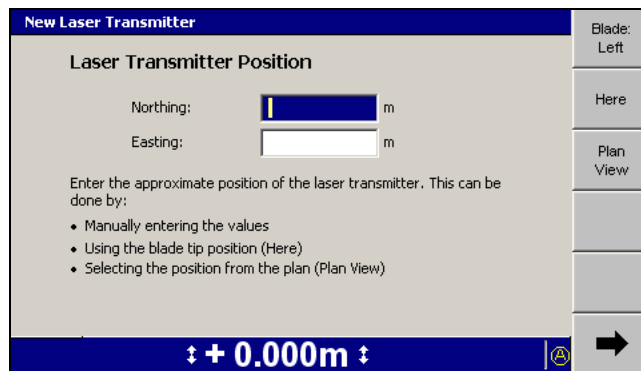 New Laser Transmitter
Laser Transmitter Position
Northing: m
Easting: m
Enter the approximate position of the laser transmitter. This can be
done by:
• Manually entering the values
• Using the blade tip position (Here)
• Selecting the position from the plan (Plan View)
↕ + 0.000m ↕
A
Blade:
Left
Here
Plan
View